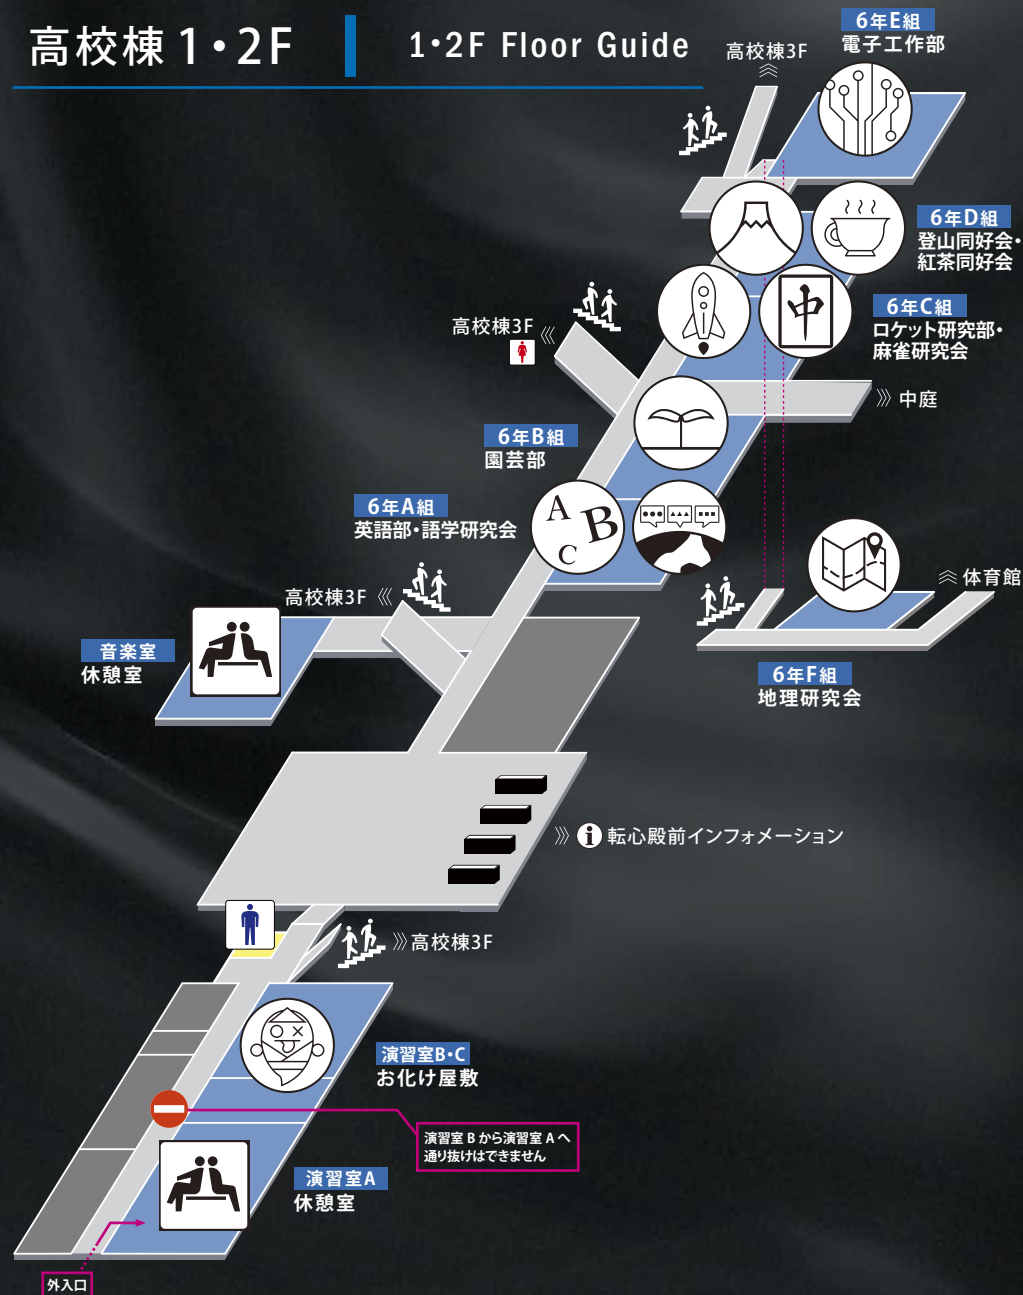 高校棟 1・2F
1・2F Floor Guide
6年E組
電子工作部
高校棟3F
6年D組
登山同好会・
紅茶同好会
6年C組
ロケット研究部・
麻雀研究会
中
高校棟3F
中庭
6年B組
園芸部
6年A組
英語部・語学研究会
A
B
C
体育館
高校棟3F
音楽室
休憩室
6年F組
地理研究会
i 転心殿前インフォメーション
高校棟3F
演習室B・C
お化け屋敷
演習室 B から演習室 A へ
通り抜けはできません
演習室A
休憩室
外入口